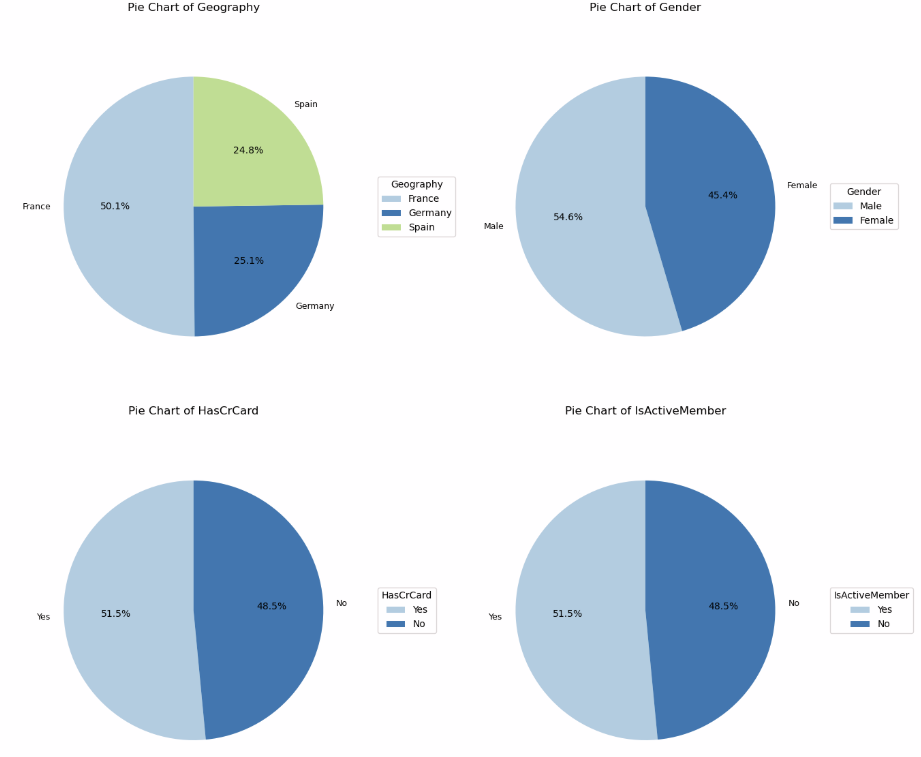 Pie Chart of Geography
Spain
24.8%
France
50.1%
25.1%
Germany
Geography
France
Germany
Spain
Pie Chart of Gender
Female
45.4%
Male
54.6%
Gender
Male
Female
Pie Chart of HasCrCard
Yes
51.5%
48.5%
No
HasCrCard
Yes
No
Pie Chart of IsActiveMember
Yes
51.5%
48.5%
No
IsActiveMember
Yes
No